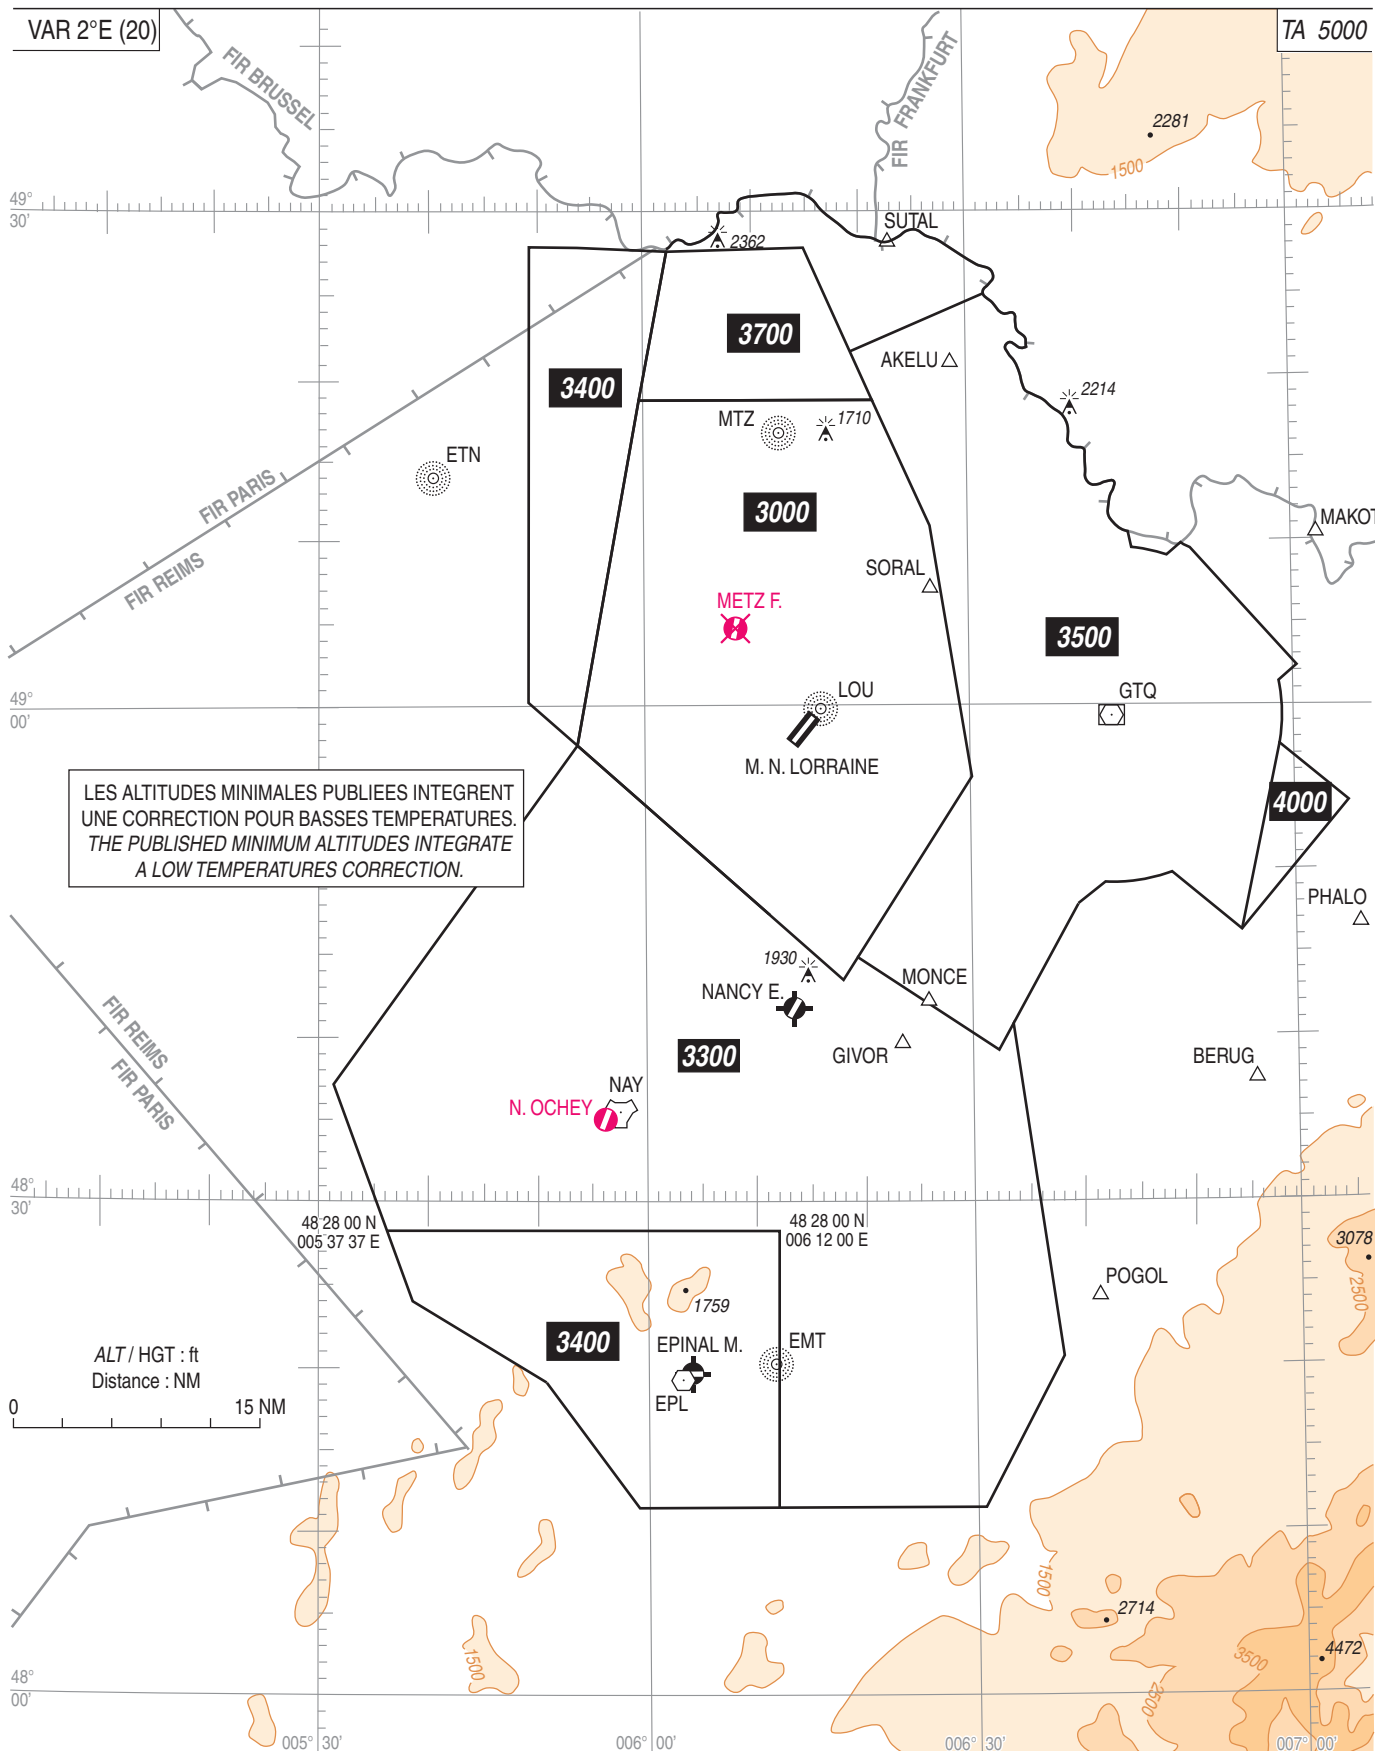 VAR 2°E (20)
TA 5000
FIR BRUSSEL
FIR FRANKFURT
2281
1500
49°
30'
SUTAL
2362
3700
AKELU
3400
2214
MTZ
1710
ETN
FIR PARIS
FIR REIMS
3000
MAKOT
SORAL
METZ F.
3500
LOU
GTQ
49°
00'
M. N. LORRAINE
LES ALTITUDES MINIMALES PUBLIEES INTEGRENT
UNE CORRECTION POUR BASSES TEMPERATURES.
THE PUBLISHED MINIMUM ALTITUDES INTEGRATE
A LOW TEMPERATURES CORRECTION.
4000
PHALO
1930
NANCY E.
MONCE
FIR REIMS
FIR PARIS
3300
GIVOR
BERUG
NAY
N. OCHEY
48°
30'
48 28 00 N
005 37 37 E
48 28 00 N
006 12 00 E
3078
2500
POGOL
1759
3400
EPINAL M.
EMT
EPL
ALT / HGT : ft
Distance : NM
0
15 NM
1500
2714
4472
3500
2500
1500
48°
00'
005° 30'
006° 00'
006° 30'
007° 00'